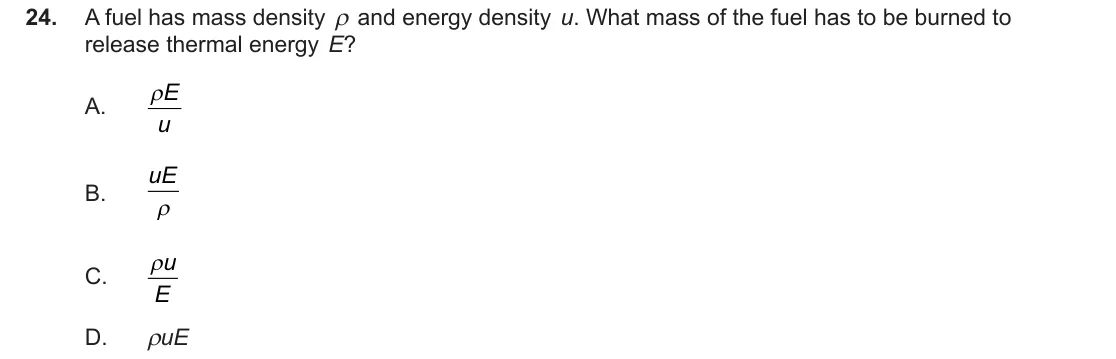 24. A fuel has mass density ρ and energy density u. What mass of the fuel has to be burned to
release thermal energy E?
A. ρE
u
B. uE
ρ
C. ρu
E
D. ρuE